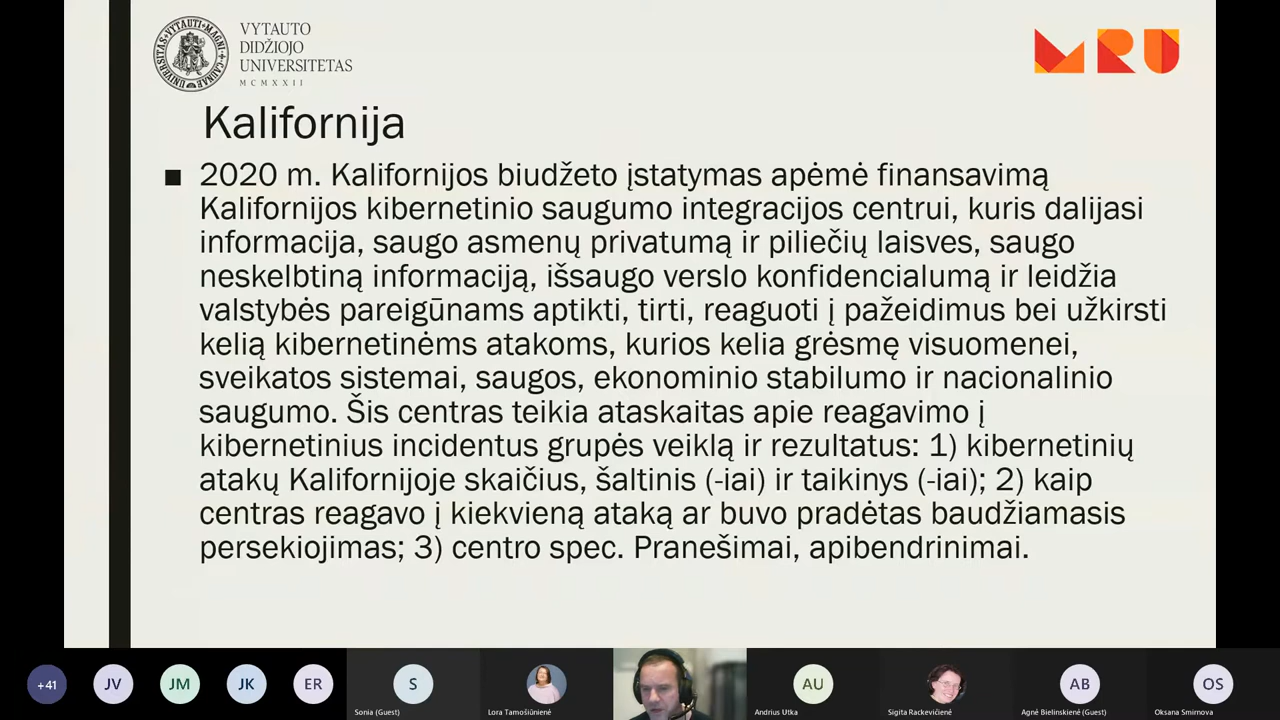 VYTAUTO
DIDŽIOJO
UNIVERSITETAS
MCMXXII
MRU
Kalifornija
■ 2020 m. Kalifornijos biudžeto įstatymas apėmė finansavimą
Kalifornijos kibernetinio saugumo integracijos centrui, kuris dalijasi
informacija, saugo asmenų privatumą ir piliečių laisves, saugo
neskelbtiną informaciją, išsaugo verslo konfidencialumą ir leidžia
valstybės pareigūnams aptikti, tirti, reaguoti į pažeidimus bei užkirsti
kelią kibernetinėms atakoms, kurios kelia grėsmę visuomenei,
sveikatos sistemai, saugos, ekonominio stabilumo ir nacionalinio
saugumo. Šis centras teikia ataskaitas apie reagavimo į
kibernetinius incidentus grupės veiklą ir rezultatus: 1) kibernetinių
atakų Kalifornijoje skaičius, šaltinis (-iai) ir taikinys (-iai); 2) kaip
centras reagavo į kiekvieną ataką ar buvo pradėtas baudžiamasis
persekiojimas; 3) centro spec. Pranešimai, apibendrinimai.
+41 JV JM JK ER S AU AB OS
Sonia (Guest) Lora Tamošiūnienė Andrius Utka Sigita Rackevičienė Agnė Bielinskienė (Guest) Oksana Smirnova